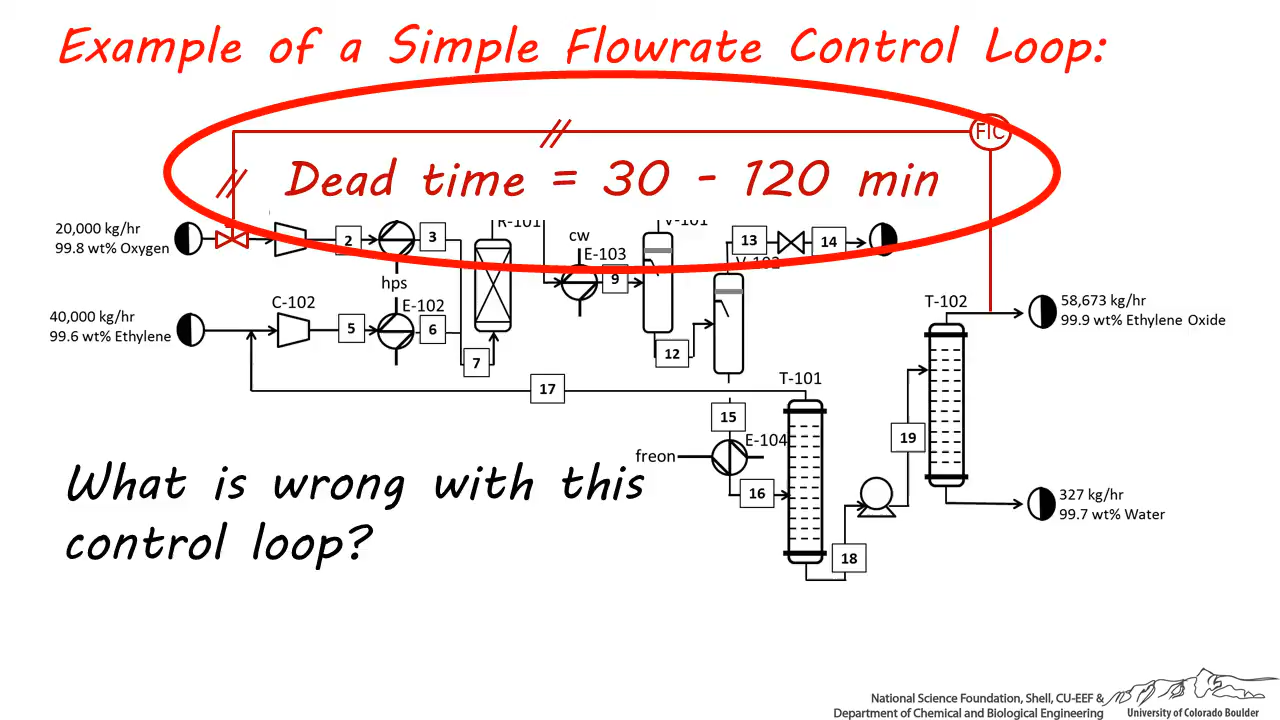 Example of a Simple Flowrate Control Loop:
FIC
Dead time = 30 - 120 min
20,000 kg/hr
99.8 wt% Oxygen
2
3
R-101
cw
E-103
9
V-101
13
14
V-102
hps
C-102
E-102
40,000 kg/hr
99.6 wt% Ethylene
5
6
7
12
T-102
58,673 kg/hr
99.9 wt% Ethylene Oxide
17
T-101
15
E-104
freon
16
19
18
327 kg/hr
99.7 wt% Water
What is wrong with this
control loop?
National Science Foundation, Shell, CU-EEF &
Department of Chemical and Biological Engineering
University of Colorado Boulder